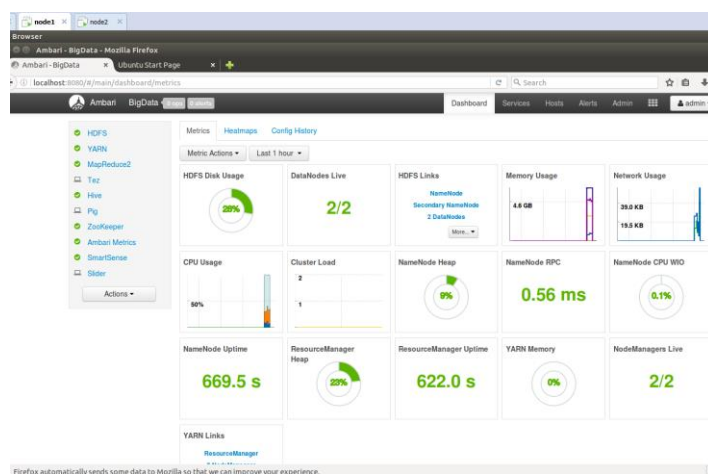 node1 × node2 ×
Browser
Ambari - BigData - Mozilla Firefox
Ambari - BigData × Ubuntu Start Page ×
localhost:8080/#/main/dashboard/metrics Search
Ambari BigData 0 ops 0 alerts Dashboard Services Hosts Alerts Admin admin
HDFS
YARN
MapReduce2
Tez
Hive
Pig
ZooKeeper
Ambari Metrics
SmartSense
Slider
Actions
Metrics Heatmaps Config History
Metric Actions Last 1 hour
HDFS Disk Usage
28%
DataNodes Live
2/2
HDFS Links
NameNode
Secondary NameNode
2 DataNodes
More...
Memory Usage
4.6 GB
Network Usage
39.0 KB
19.5 KB
CPU Usage
50%
Cluster Load
2
1
NameNode Heap
9%
NameNode RPC
0.56 ms
NameNode CPU WIO
0.1%
NameNode Uptime
669.5 s
ResourceManager
Heap
23%
ResourceManager Uptime
622.0 s
YARN Memory
0%
NodeManagers Live
2/2
YARN Links
ResourceManager
Firefox automatically sends some data to Mozilla so that we can improve your experience.